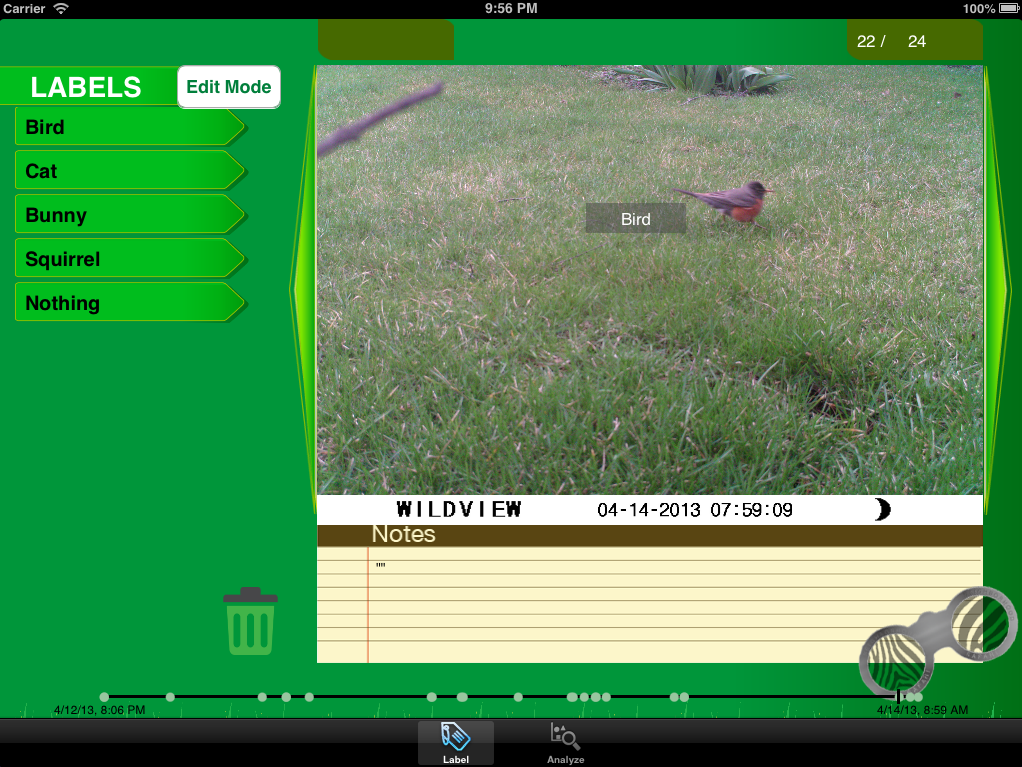 Carrier 9:56 PM 100%
22 / 24
LABELS Edit Mode
Bird
Cat
Bunny
Squirrel
Nothing
Bird
WILDVIEW 04-14-2013 07:59:09
Notes
""
4/12/13, 8:06 PM 4/14/13, 8:59 AM
Label Analyze